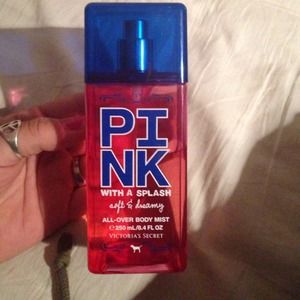 PI
NK
WITH A SPLASH
soft & dreamy
ALL-OVER BODY MIST
℮ 250 mL/8.4 FL OZ
VICTORIA'S SECRET